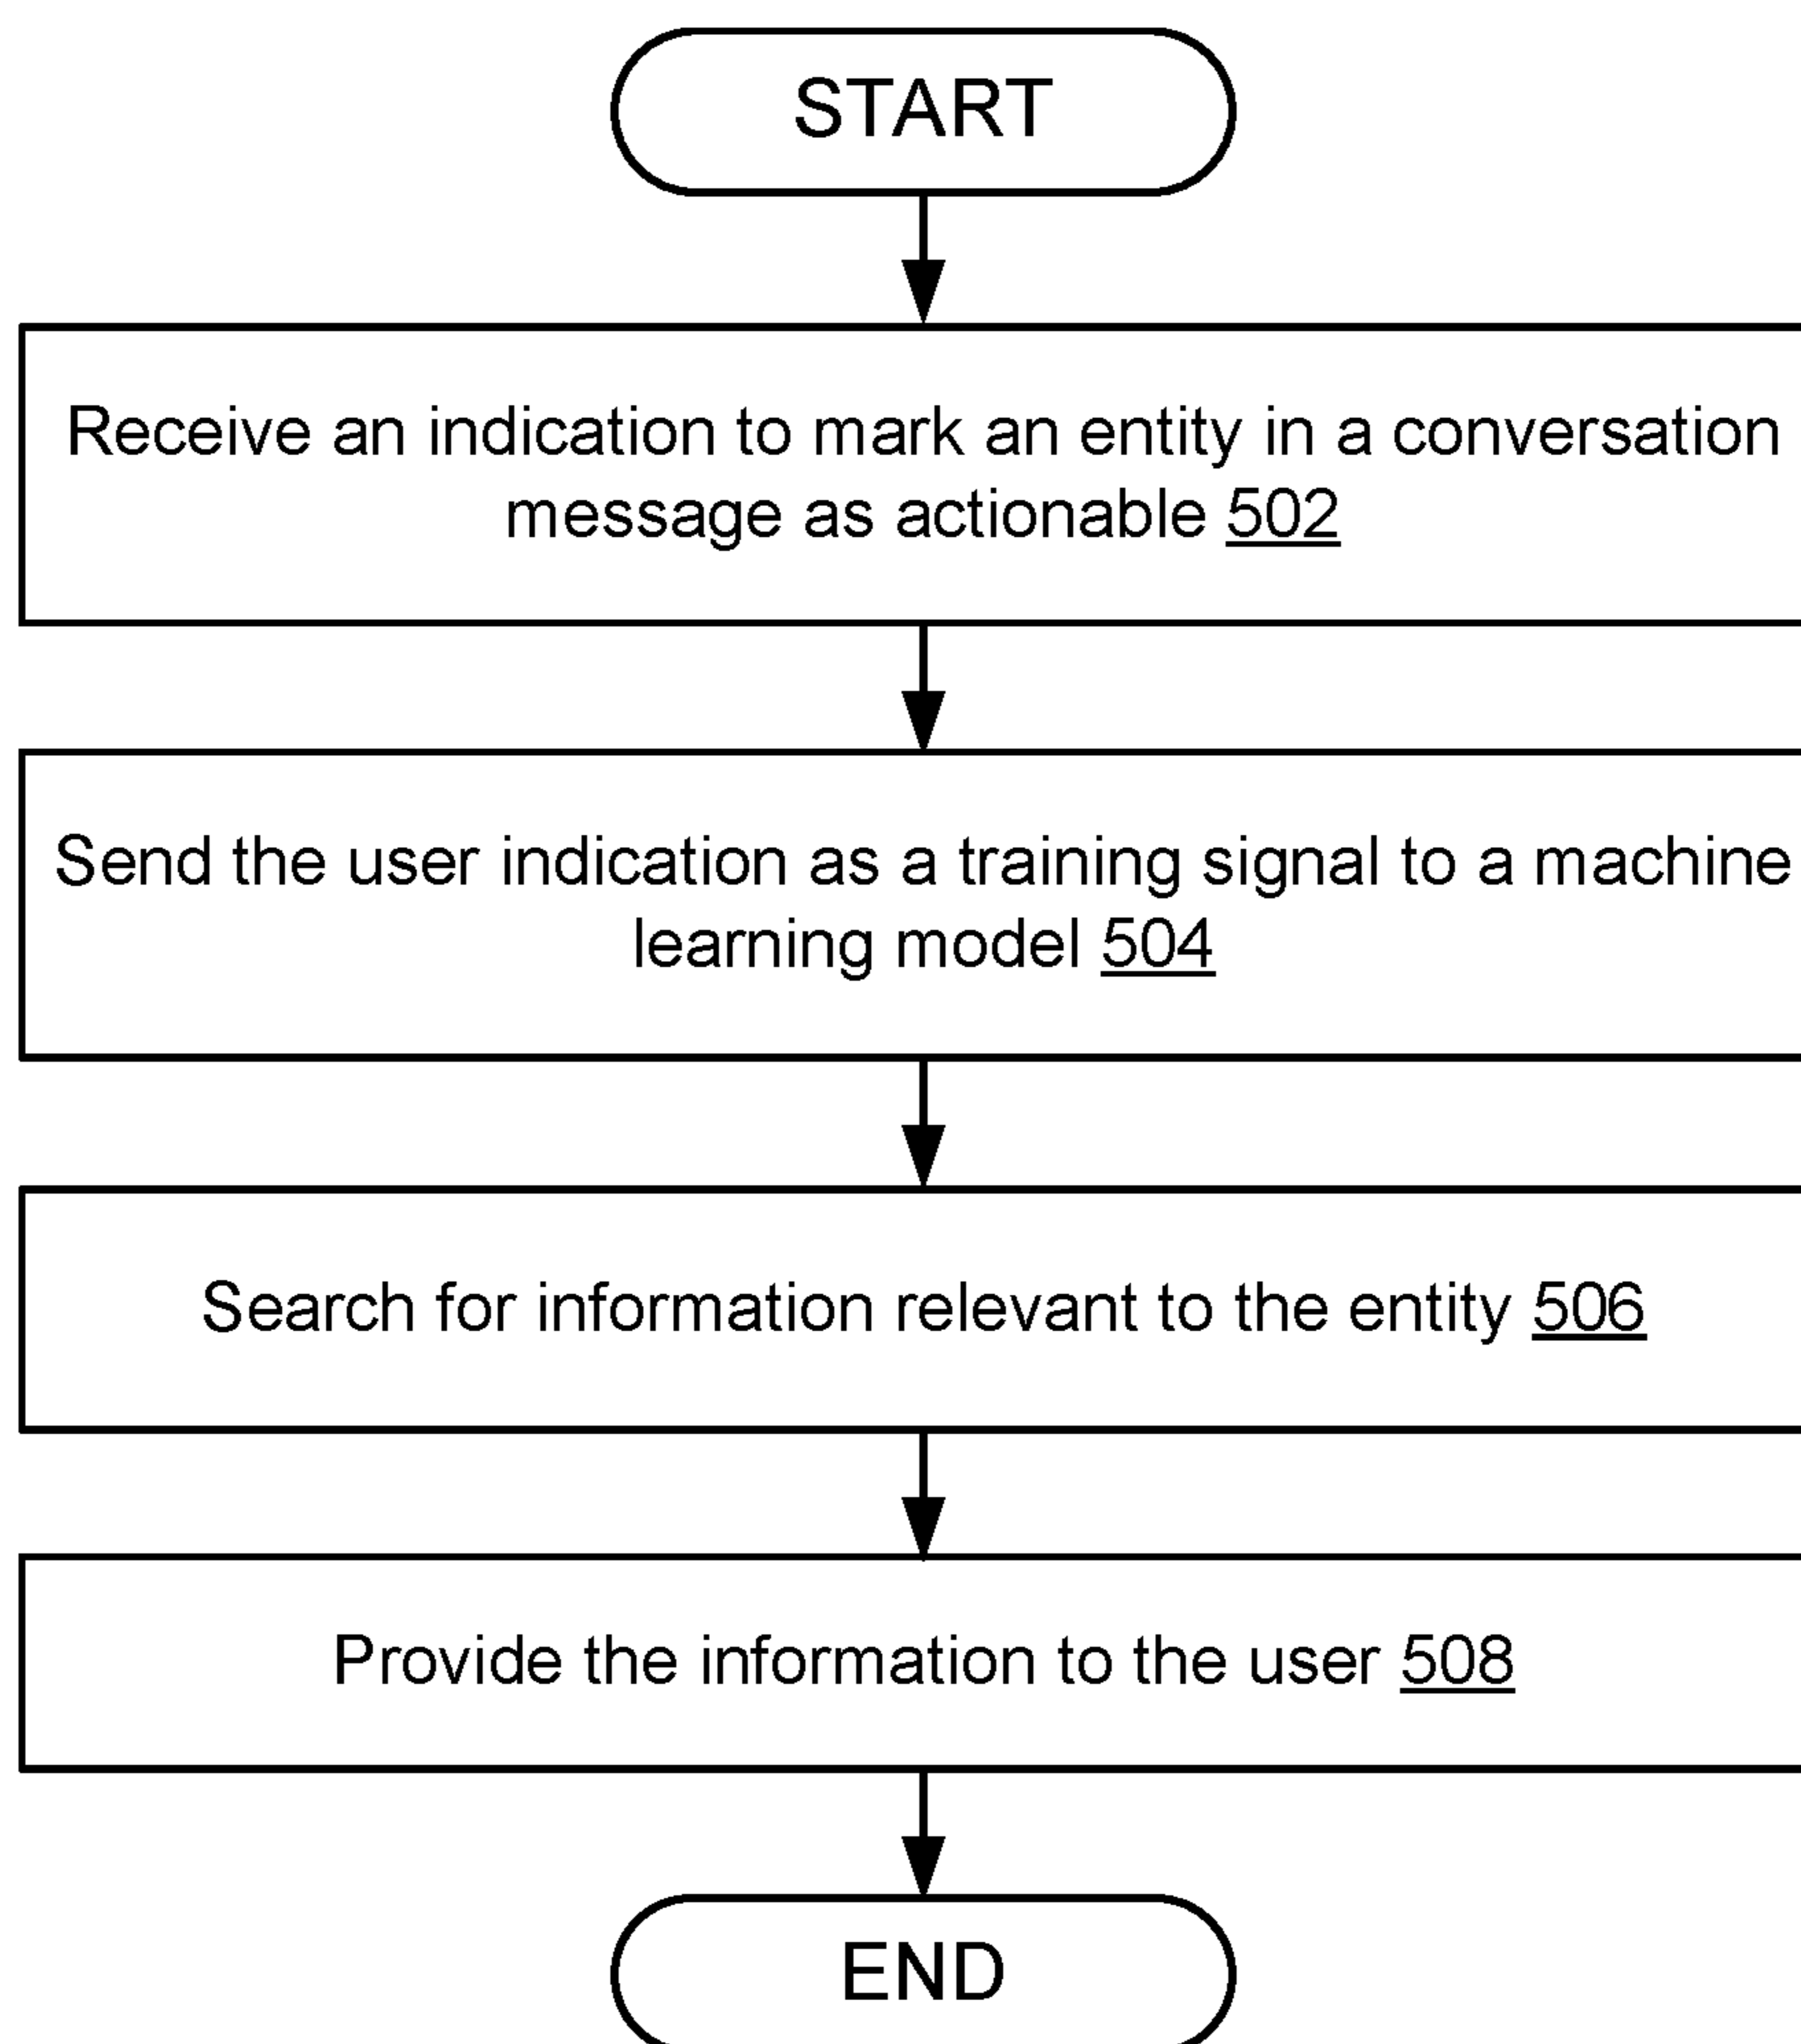 START
Receive an indication to mark an entity in a conversation
message as actionable 502
Send the user indication as a training signal to a machine
learning model 504
Search for information relevant to the entity 506
Provide the information to the user 508
END